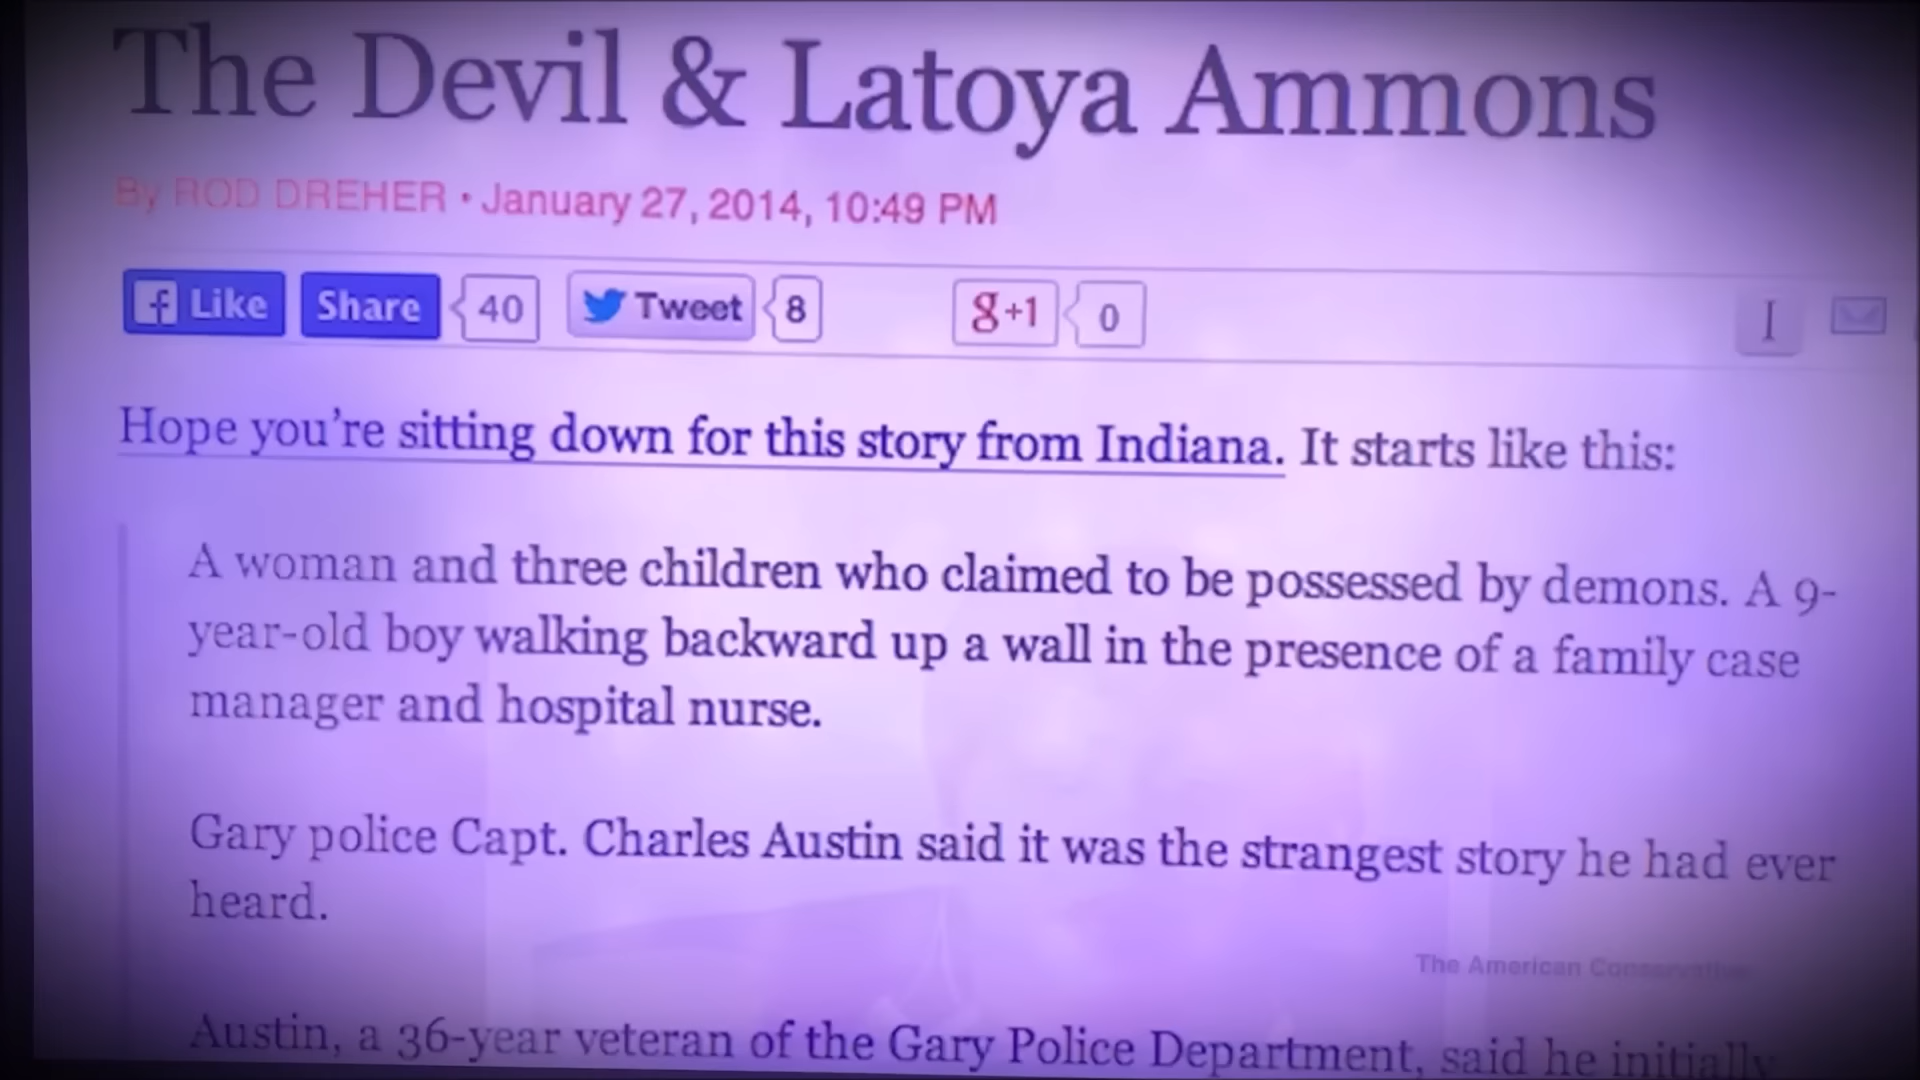 The Devil & Latoya Ammons
By ROD DREHER • January 27, 2014, 10:49 PM
Like Share 40 Tweet 8 g+1 0
Hope you're sitting down for this story from Indiana. It starts like this:
A woman and three children who claimed to be possessed by demons. A 9-
year-old boy walking backward up a wall in the presence of a family case
manager and hospital nurse.
Gary police Capt. Charles Austin said it was the strangest story he had ever
heard.
The American Conservative
Austin, a 36-year veteran of the Gary Police Department, said he initially